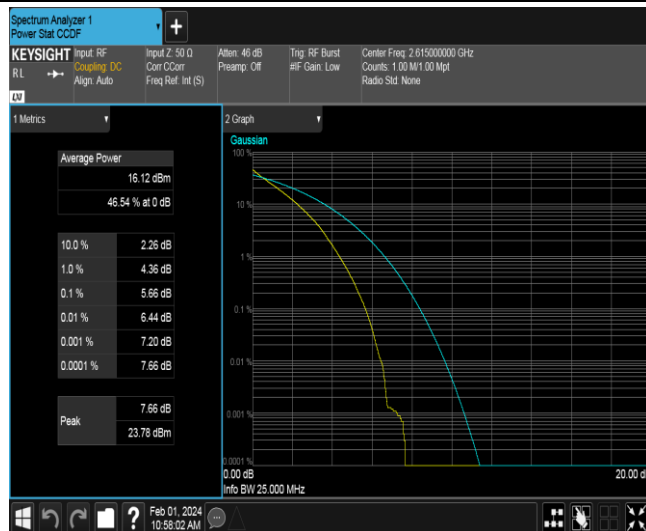 Spectrum Analyzer 1
Power Stat CCDF
+
KEYSIGHT
RL
LXI
Input: RF
Coupling: DC
Align: Auto
Input Z: 50 Ω
Corr CCorr
Freq Ref: Int (S)
Atten: 46 dB
Preamp: Off
Trig: RF Burst
#IF Gain: Low
Center Freq: 2.615000000 GHz
Counts: 1.00 M/1.00 Mpt
Radio Std: None
1 Metrics
Average Power
16.12 dBm
46.54 % at 0 dB
10.0 % 2.26 dB
1.0 % 4.36 dB
0.1 % 5.66 dB
0.01 % 6.44 dB
0.001 % 7.20 dB
0.0001 % 7.66 dB
Peak
7.66 dB
23.78 dBm
2 Graph
Gaussian
100 %
10 %
1 %
0.1 %
0.01 %
0.001 %
0.0001 %
0.00 dB 20.00 d
Info BW 25.000 MHz
?
Feb 01, 2024
10:58:02 AM